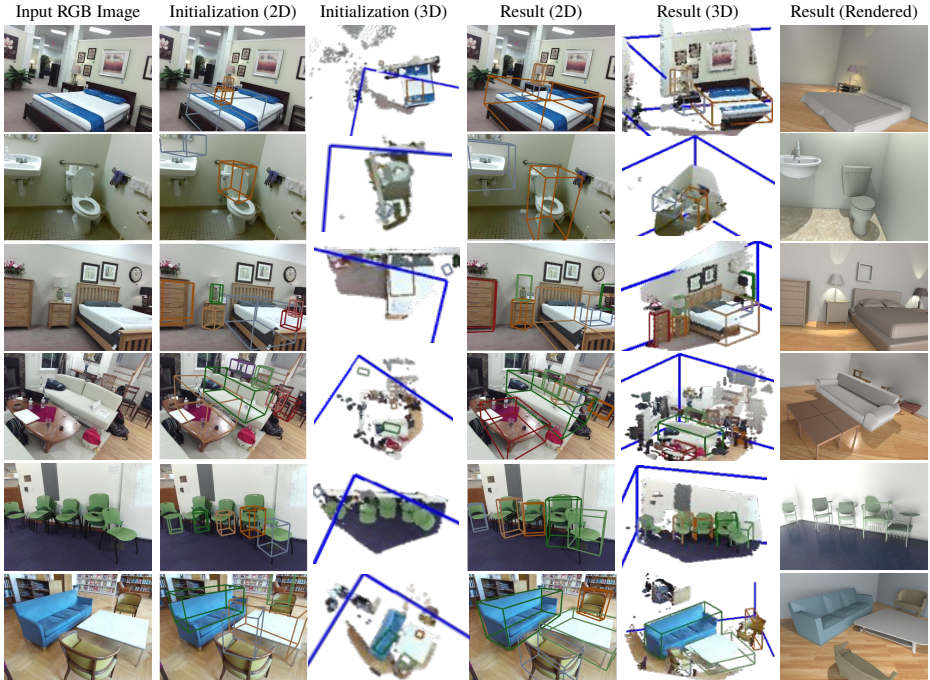 Input RGB Image
Initialization (2D)
Initialization (3D)
Result (2D)
Result (3D)
Result (Rendered)